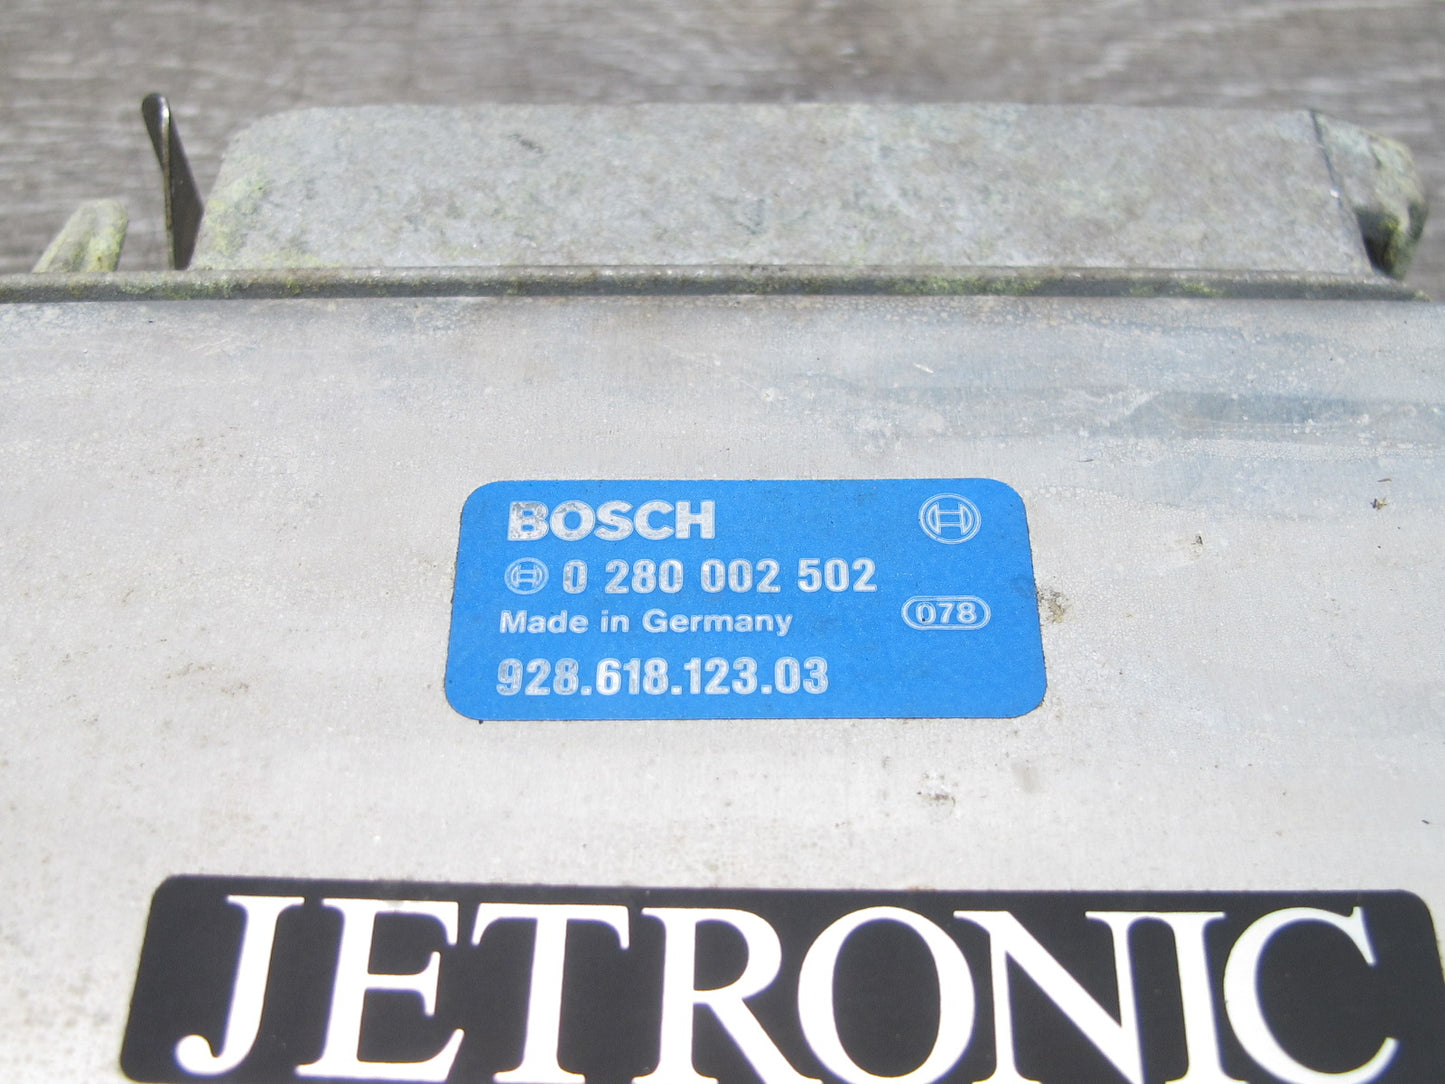 BOSCH
0 280 002 502
Made in Germany 078
928.618.123.03
JETRONIC